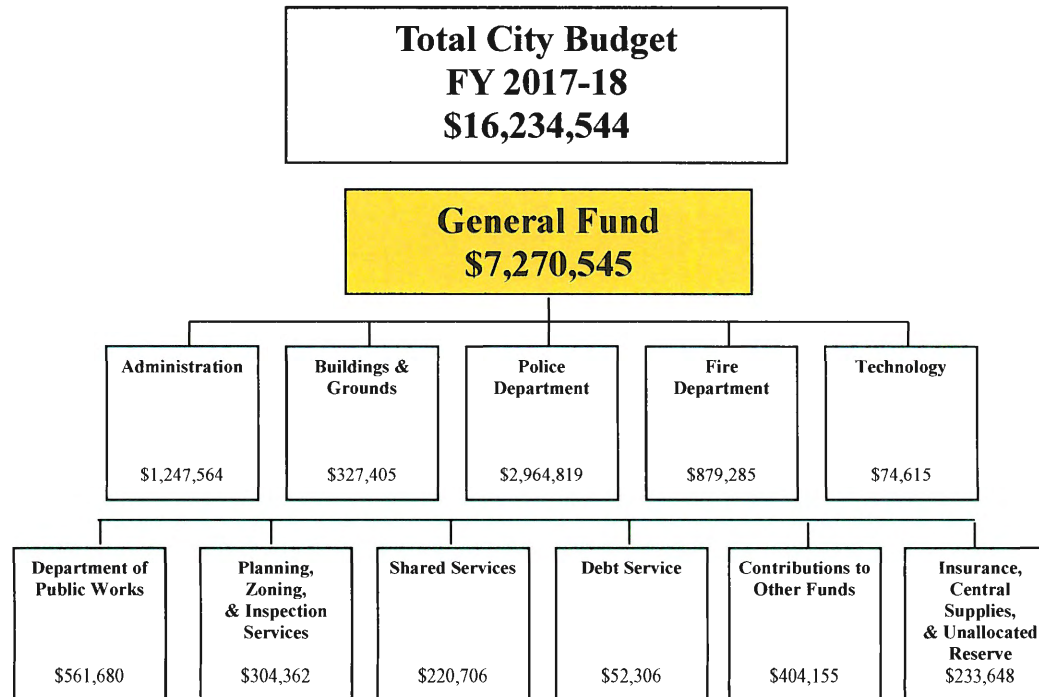 Total City Budget
FY 2017-18
$16,234,544
General Fund
$7,270,545
Administration
$1,247,564
Buildings &
Grounds
$327,405
Police
Department
$2,964,819
Fire
Department
$879,285
Technology
$74,615
Department of
Public Works
$561,680
Planning,
Zoning,
& Inspection
Services
$304,362
Shared Services
$220,706
Debt Service
$52,306
Contributions to
Other Funds
$404,155
Insurance,
Central
Supplies,
& Unallocated
Reserve
$233,648